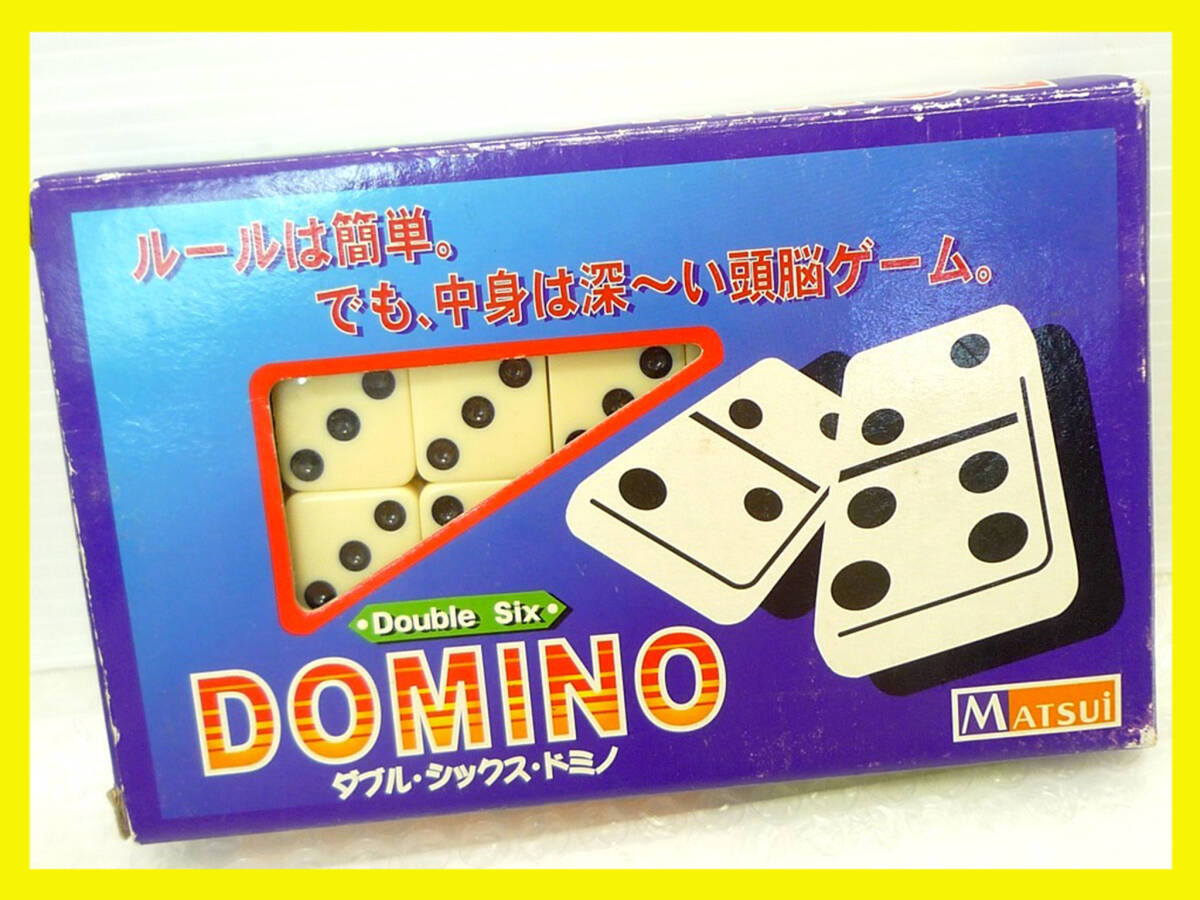 ルールは簡単。
でも、中身は深〜い頭脳ゲーム。
Double Six
DOMINO
ダブル・シックス・ドミノ
MATSUi